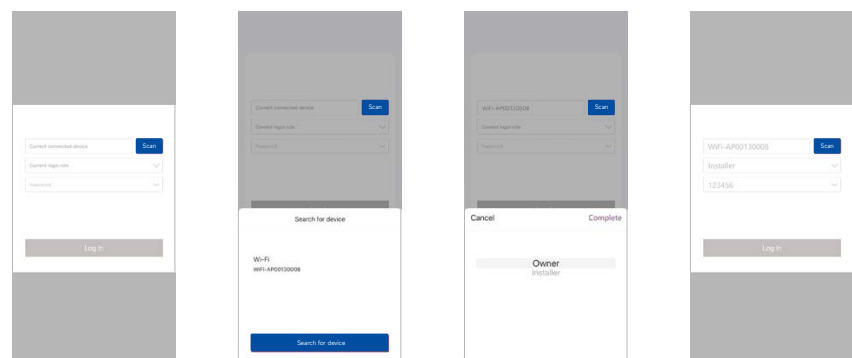 Current connected device
Scan
Current login role
Password
Log In
Current connected device
Scan
Current login role
Password
Search for device
Wi-Fi
WiFi-AP00130008
Search for device
WiFi-AP00130008
Scan
Current login role
Password
Cancel
Complete
Owner
Installer
WiFi-AP00130008
Scan
Installer
123456
Log In